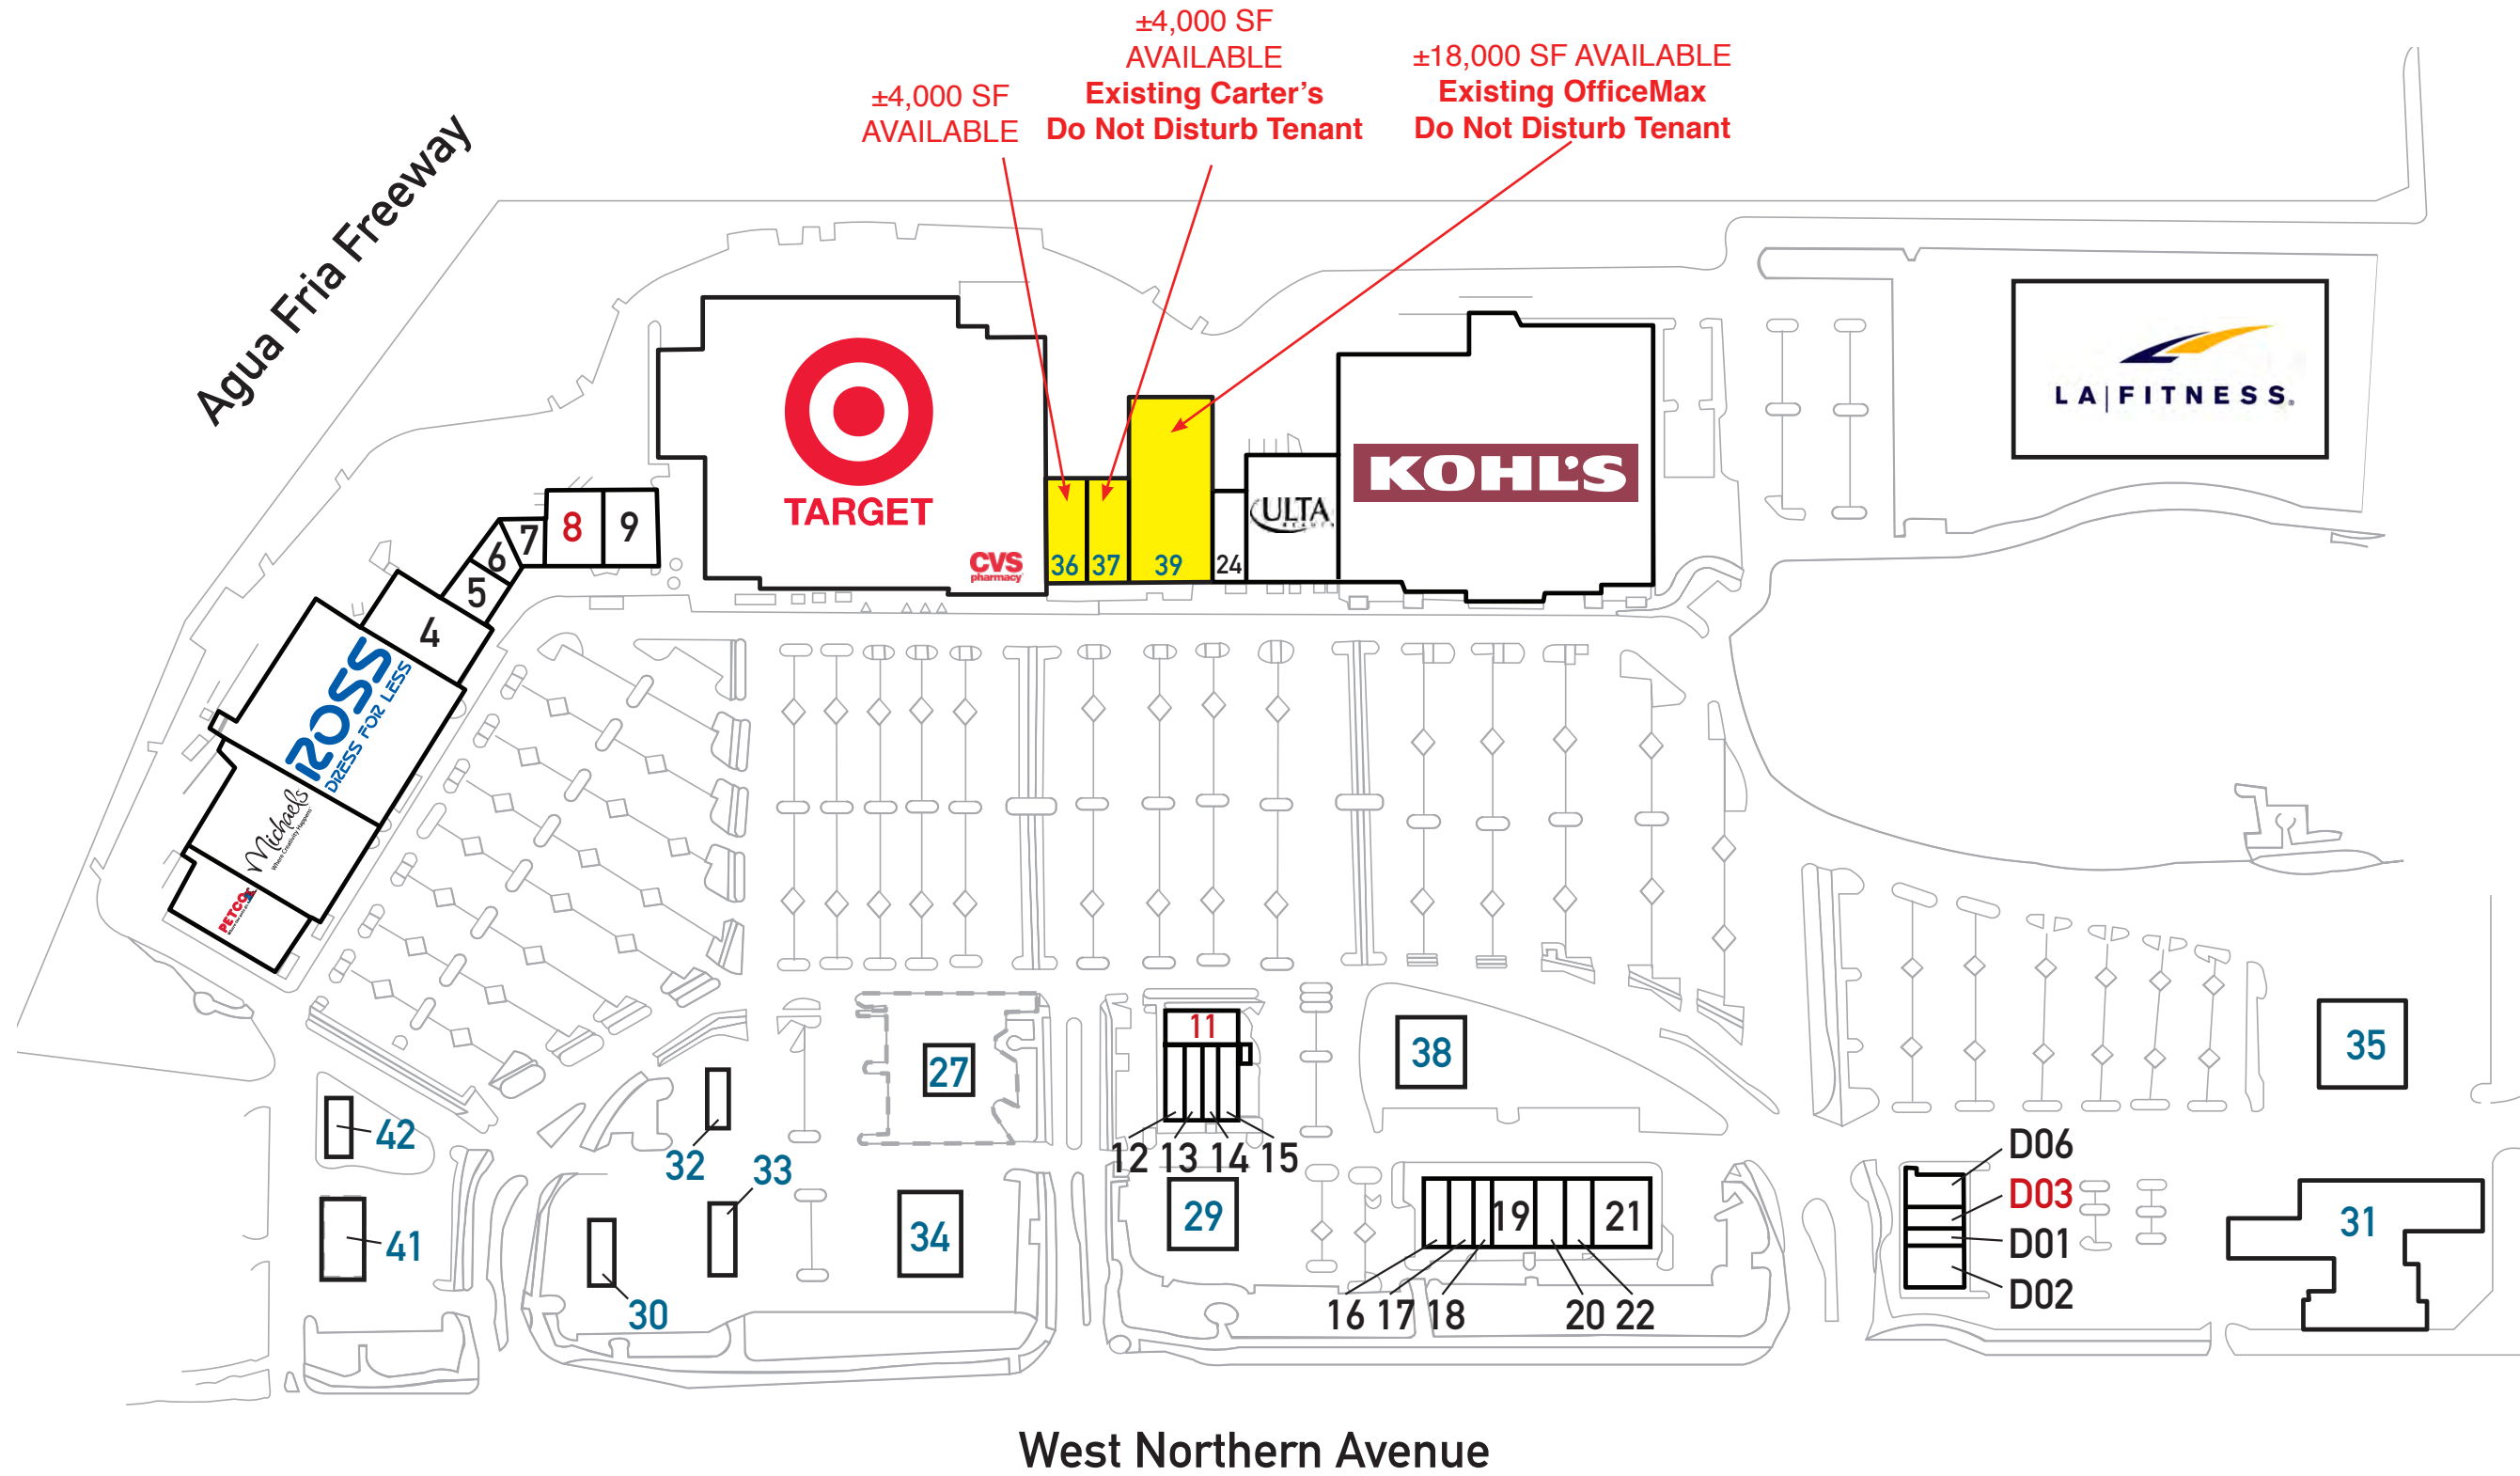 ±4,000 SF
AVAILABLE
Existing Carter’s
Do Not Disturb Tenant
±18,000 SF AVAILABLE
Existing OfficeMax
Do Not Disturb Tenant
±4,000 SF
AVAILABLE
Agua Fria Freeway
TARGET
CVS
pharmacy
36
37
39
24
ULTA
BEAUTY
KOHL'S
LA|FITNESS®
8
9
7
6
5
4
ROSS
DRESS FOR LESS
Michaels
Where Creativity Happens
PETCO
11
38
35
27
42
32
33
12 13 14 15
41
30
34
29
19
21
16 17 18
20 22
D06
D03
D01
D02
31
West Northern Avenue